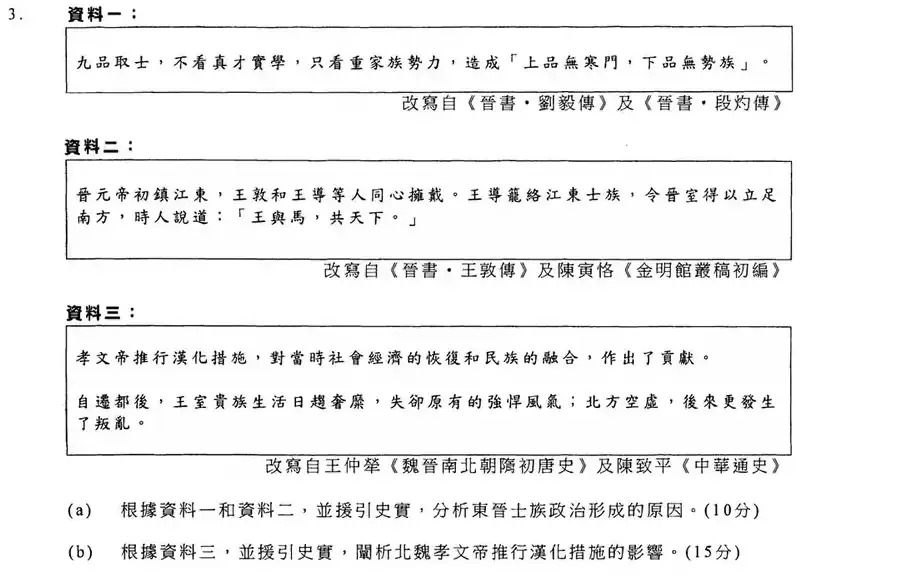 3. 資料一：
九品取士，不看真才實學，只看重家族勢力，造成「上品無寒門，下品無勢族」。
改寫自《晉書·劉毅傳》及《晉書·段灼傳》
資料二：
晉元帝初鎮江東，王敦和王導等人同心擁戴。王導籠絡江東士族，令晉室得以立足
南方，時人說道：「王與馬，共天下。」
改寫自《晉書·王敦傳》及陳寅恪《金明館叢稿初編》
資料三：
孝文帝推行漢化措施，對當時社會經濟的恢復和民族的融合，作出了貢獻。
自遷都後，王室貴族生活日趨奢糜，失卻原有的強悍風氣；北方空虛，後來更發生
了叛亂。
改寫自王仲犖《魏晉南北朝隋初唐史》及陳致平《中華通史》
(a) 根據資料一和資料二，並援引史實，分析東晉士族政治形成的原因。(10分)
(b) 根據資料三，並援引史實，闡析北魏孝文帝推行漢化措施的影響。(15分)